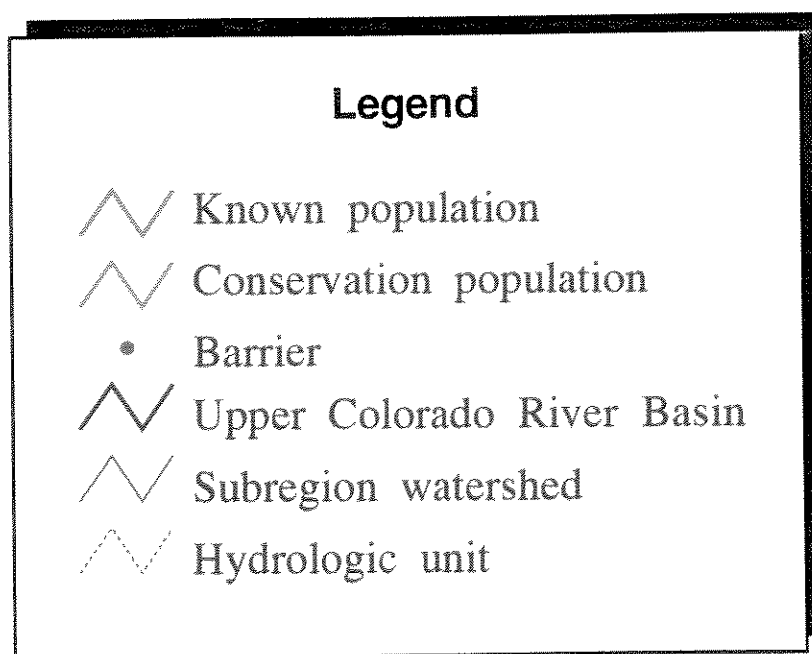 Legend
Known population
Conservation population
Barrier
Upper Colorado River Basin
Subregion watershed
Hydrologic unit